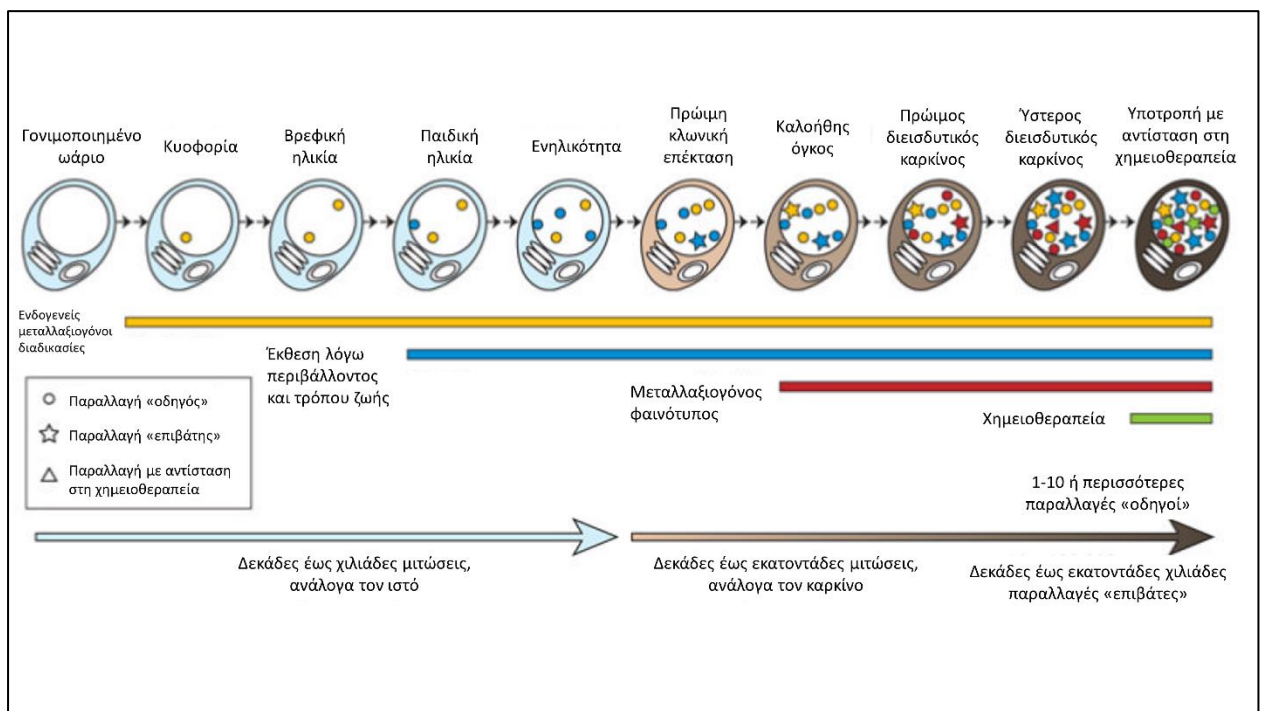 Γονιμοποιημένο
ωάριο
Κυοφορία
Βρεφική
ηλικία
Παιδική
ηλικία
Ενηλικότητα
Πρώιμη
κλωνική
επέκταση
Καλοήθης
όγκος
Πρώιμος
διεισδυτικός
καρκίνος
Ύστερος
διεισδυτικός
καρκίνος
Υποτροπή με
αντίσταση στη
χημειοθεραπεία
Ενδογενείς
μεταλλαξιογόνοι
διαδικασίες
Έκθεση λόγω
περιβάλλοντος
και τρόπου ζωής
Μεταλλαξιογόνος
φαινότυπος
Χημειοθεραπεία
Παραλλαγή «οδηγός»
Παραλλαγή «επιβάτης»
Παραλλαγή με αντίσταση
στη χημειοθεραπεία
1-10 ή περισσότερες
παραλλαγές «οδηγοί»
Δεκάδες έως χιλιάδες μιτώσεις,
ανάλογα τον ιστό
Δεκάδες έως εκατοντάδες μιτώσεις,
ανάλογα τον καρκίνο
Δεκάδες έως εκατοντάδες χιλιάδες
παραλλαγές «επιβάτες»